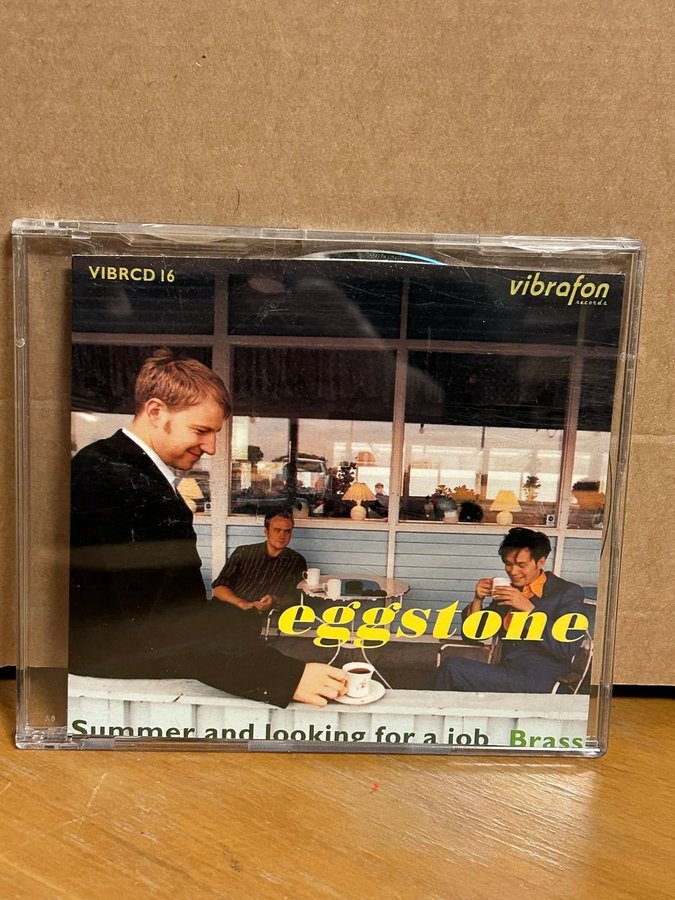 VIBRCD 16
vibrafon
records
eggstone
Summer and looking for a job Brass